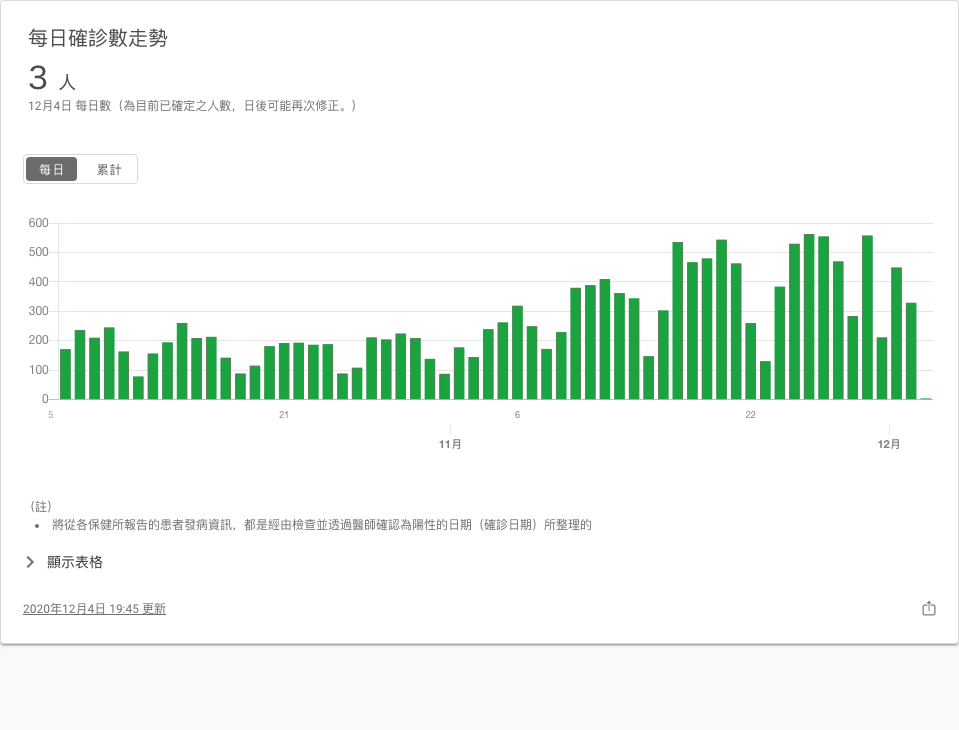 每日確診數走勢
3 人
12月4日 每日數（為目前已確定之人數，日後可能再次修正。）
每日 累計
600
500
400
300
200
100
0
5 21 6 22
11月 12月
（註）
• 將從各保健所報告的患者發病資訊，都是經由檢查並透過醫師確認為陽性的日期（確診日期）所整理的
顯示表格
2020年12月4日 19:45 更新